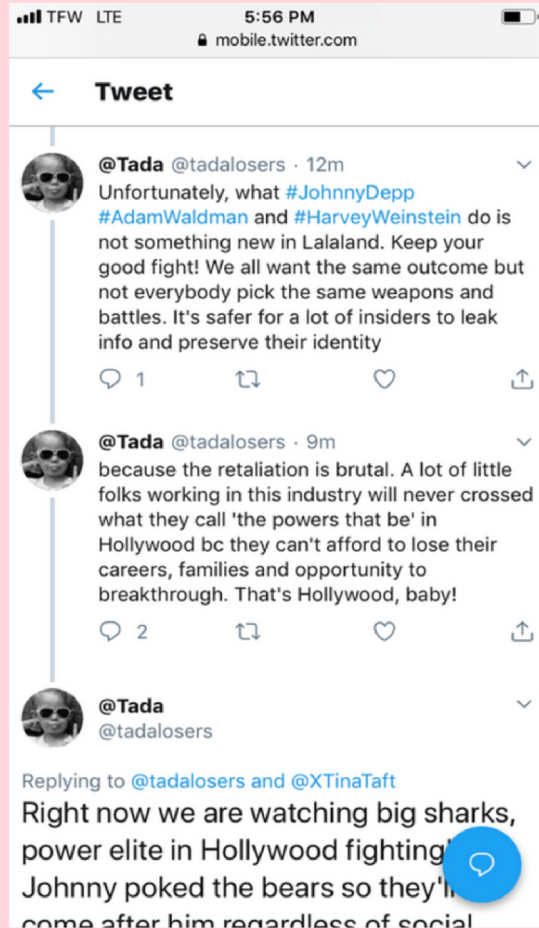 TFW LTE 5:56 PM
mobile.twitter.com
Tweet
@Tada @tadalosers · 12m
Unfortunately, what #JohnnyDepp
#AdamWaldman and #HarveyWeinstein do is
not something new in Lalaland. Keep your
good fight! We all want the same outcome but
not everybody pick the same weapons and
battles. It's safer for a lot of insiders to leak
info and preserve their identity
1
@Tada @tadalosers · 9m
because the retaliation is brutal. A lot of little
folks working in this industry will never crossed
what they call 'the powers that be' in
Hollywood bc they can't afford to lose their
careers, families and opportunity to
breakthrough. That's Hollywood, baby!
2
@Tada
@tadalosers
Replying to @tadalosers and @XTinaTaft
Right now we are watching big sharks,
power elite in Hollywood fighting
Johnny poked the bears so they'll
come after him regardless of social